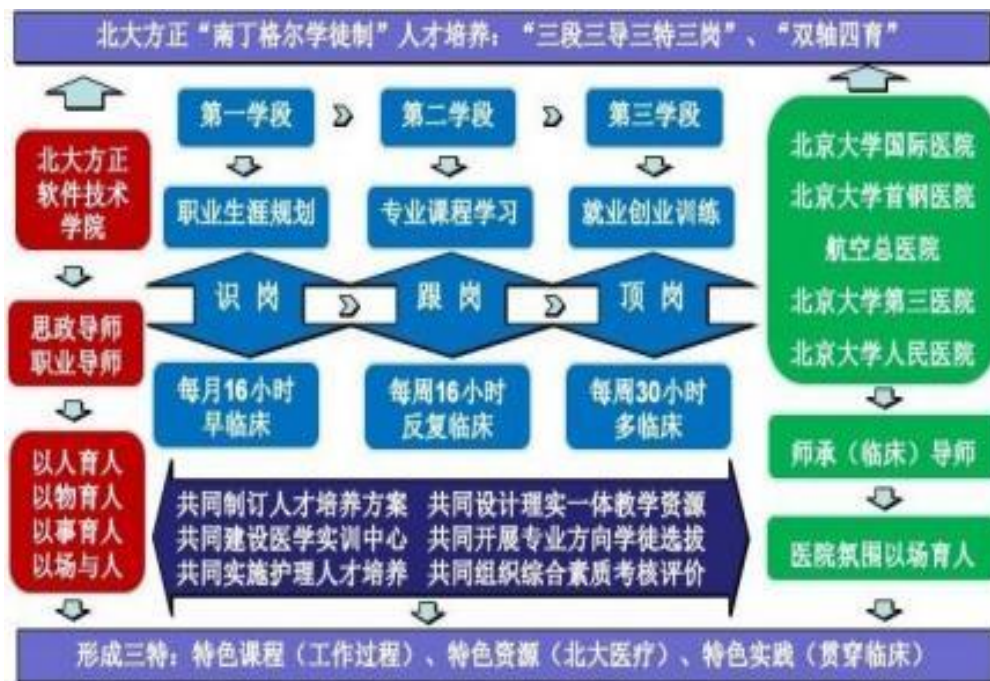 北大方正“南丁格尔学徒制”人才培养：“三段三导三特三岗”、“双轴四育”
第一学段
第二学段
第三学段
北大方正
软件技术
学院
职业生涯规划
专业课程学习
就业创业训练
北京大学国际医院
北京大学首钢医院
航空总医院
北京大学第三医院
北京大学人民医院
识 岗
跟 岗
顶 岗
思政导师
职业导师
每月16小时
早临床
每周16小时
反复临床
每周30小时
多临床
师承（临床）导师
以人育人
以物育人
以事育人
以场与人
共同制订人才培养方案 共同设计理实一体教学资源
共同建设医学实训中心 共同开展专业方向学徒选拔
共同实施护理人才培养 共同组织综合素质考核评价
医院氛围以场育人
形成三特：特色课程（工作过程）、特色资源（北大医疗）、特色实践（贯穿临床）